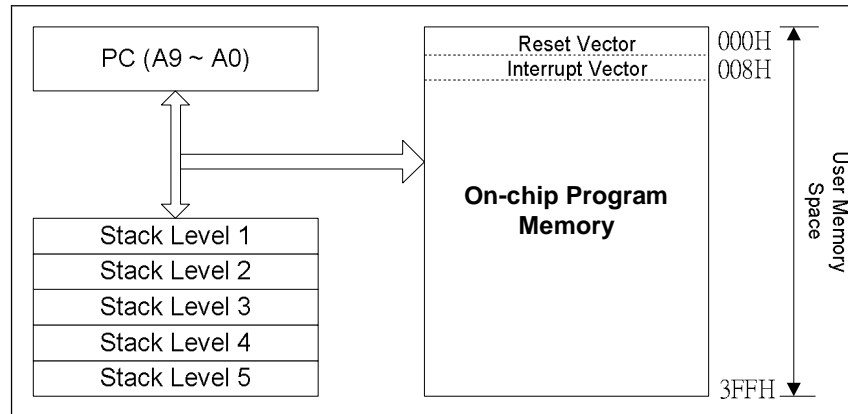 PC (A9 ~ A0)
Stack Level 1
Stack Level 2
Stack Level 3
Stack Level 4
Stack Level 5
Reset Vector
000H
Interrupt Vector
008H
On-chip Program
Memory
3FFH
User Memory
Space